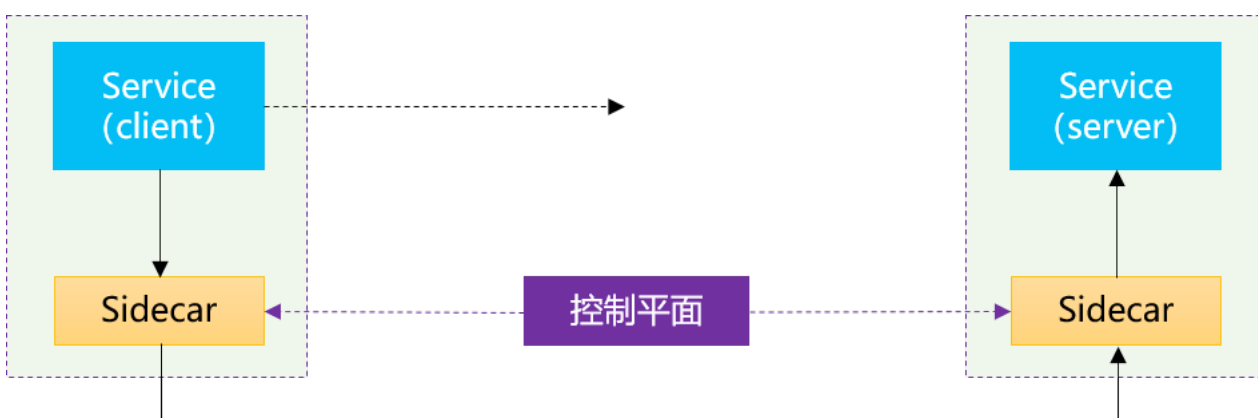 Service
(client)
Service
(server)
Sidecar
控制平面
Sidecar